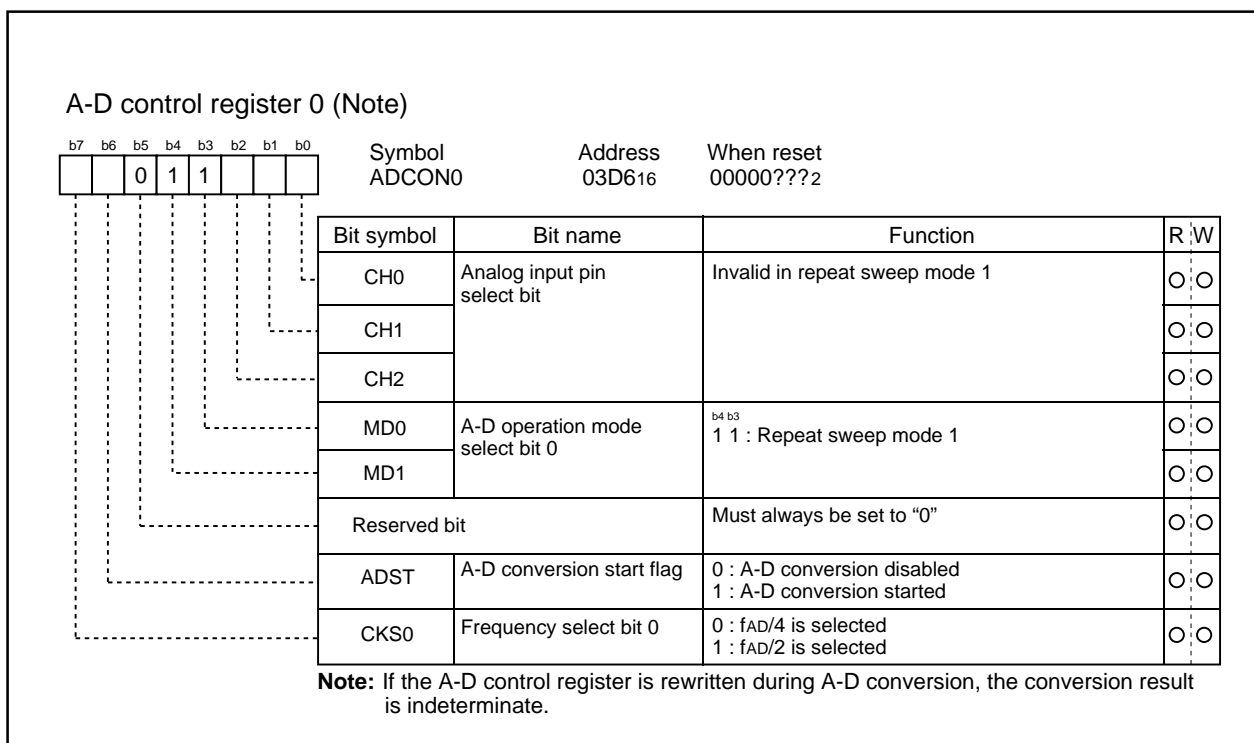 A-D control register 0 (Note)
b7 b6 b5 b4 b3 b2 b1 b0
0 1 1
Symbol Address When reset
ADCON0 03D616 00000???2
Bit symbol Bit name Function R W
CH0 Analog input pin select bit Invalid in repeat sweep mode 1
CH1
CH2
MD0 A-D operation mode select bit 0 b4 b3
1 1 : Repeat sweep mode 1
MD1
Reserved bit Must always be set to “0”
ADST A-D conversion start flag 0 : A-D conversion disabled
1 : A-D conversion started
CKS0 Frequency select bit 0 0 : fAD/4 is selected
1 : fAD/2 is selected
Note: If the A-D control register is rewritten during A-D conversion, the conversion result
is indeterminate.